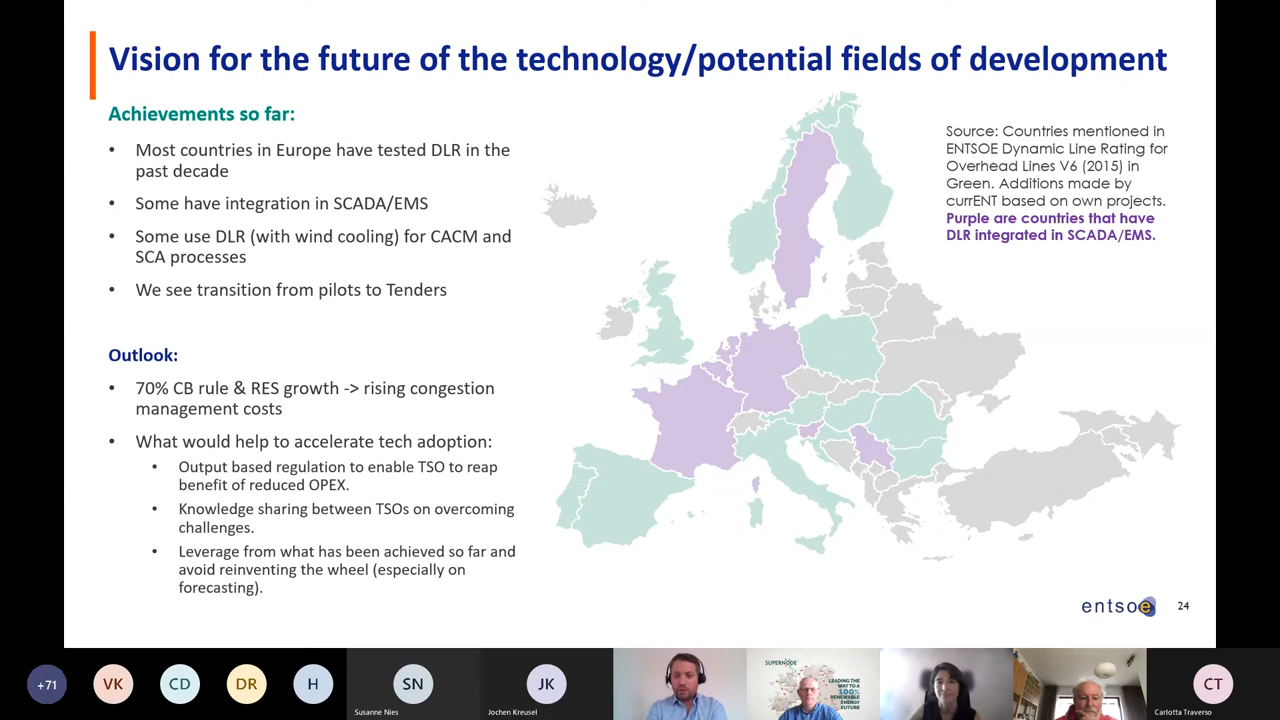 Vision for the future of the technology/potential fields of development
Achievements so far:
• Most countries in Europe have tested DLR in the
past decade
• Some have integration in SCADA/EMS
• Some use DLR (with wind cooling) for CACM and
SCA processes
• We see transition from pilots to Tenders
Outlook:
• 70% CB rule & RES growth -> rising congestion
management costs
• What would help to accelerate tech adoption:
• Output based regulation to enable TSO to reap
benefit of reduced OPEX.
• Knowledge sharing between TSOs on overcoming
challenges.
• Leverage from what has been achieved so far and
avoid reinventing the wheel (especially on
forecasting).
Source: Countries mentioned in
ENTSOE Dynamic Line Rating for
Overhead Lines V6 (2015) in
Green. Additions made by
currENT based on own projects.
Purple are countries that have
DLR integrated in SCADA/EMS.
entsoe
24
+71
VK
CD
DR
H
SN
Susanne Nies
JK
Jochen Kreusel
SUPERNODE
LEADING THE
WAY TO A
100%
RENEWABLE
ENERGY
FUTURE
CT
Carlotta Traverso